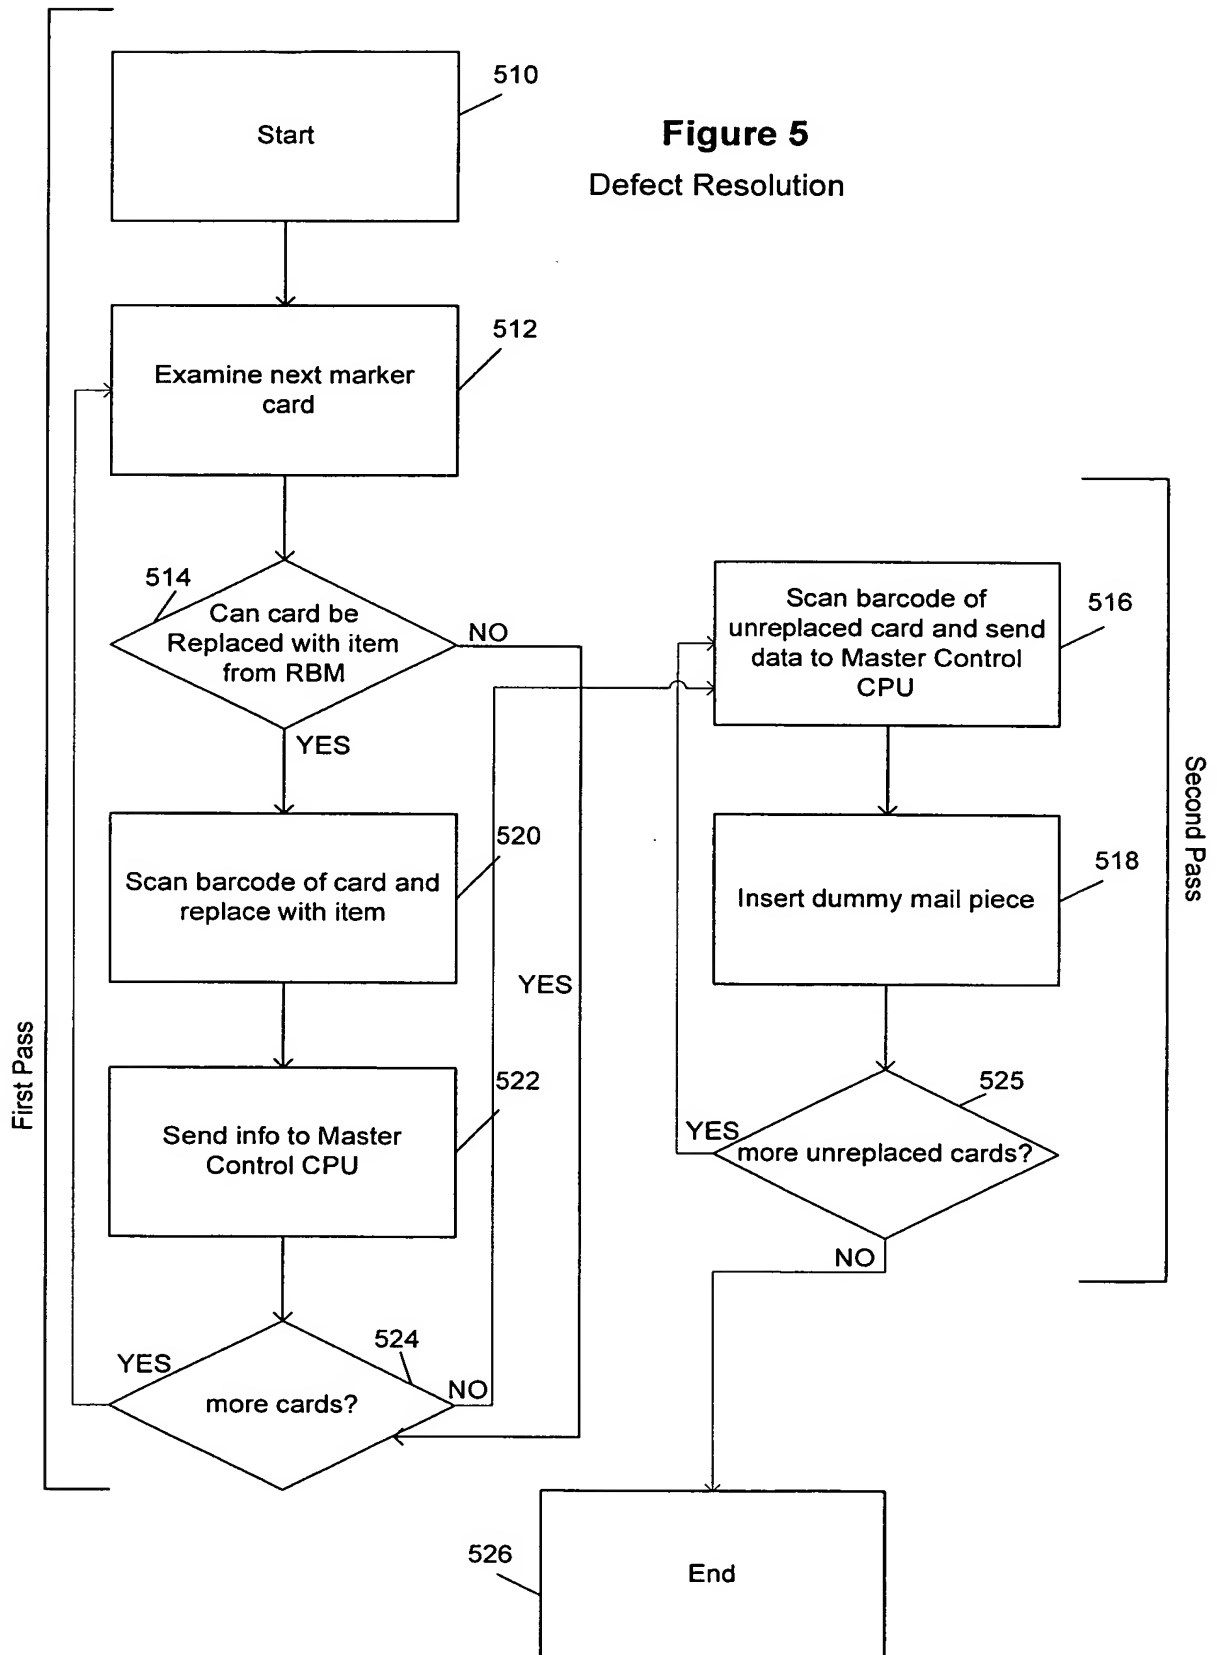 510
Start
Figure 5
Defect Resolution
512
Examine next marker
card
514
Can card be
Replaced with item
from RBM
NO
YES
Scan barcode of
unreplaced card and send
data to Master Control
CPU
516
520
Scan barcode of card and
replace with item
518
Insert dummy mail piece
YES
Second Pass
First Pass
522
Send info to Master
Control CPU
525
YES
more unreplaced cards?
NO
524
YES
NO
more cards?
526
End